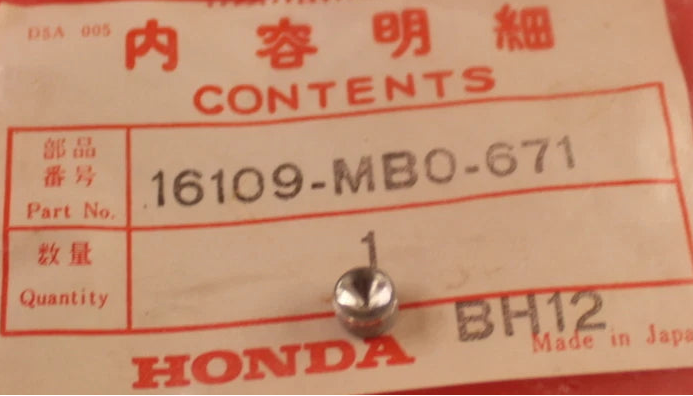 DSA 005
内容明細
CONTENTS
部品
番号
Part No.
16109-MB0-671
数量
Quantity
1
BH12
HONDA
Made in Japa